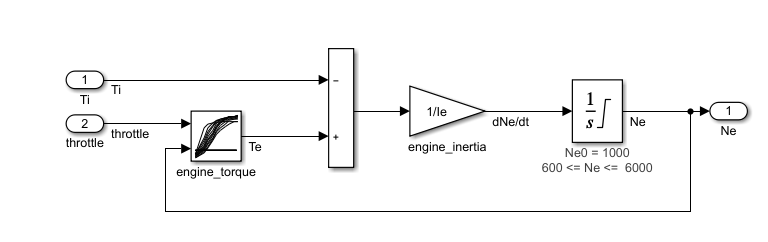 1
Ti
Ti
2
throttle
throttle
engine_torque
Te
−
+
1/Ie
engine_inertia
dNe/dt
1
s
Ne0 = 1000
600 <= Ne <= 6000
Ne
1
Ne